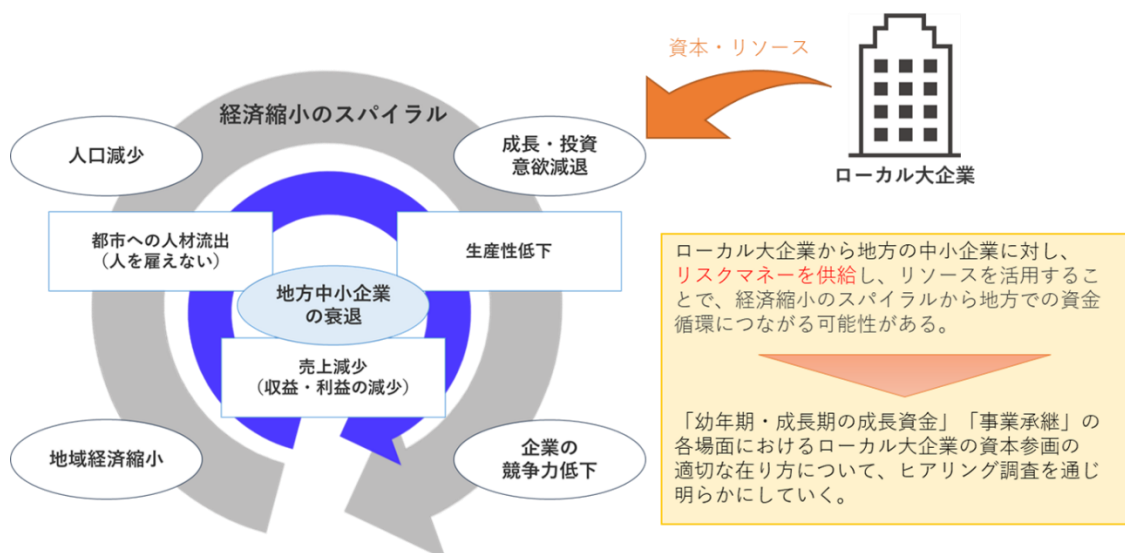 資本・リソース
ローカル大企業
経済縮小のスパイラル
人口減少
成長・投資
意欲減退
都市への人材流出
（人を雇えない）
生産性低下
地方中小企業
の衰退
売上減少
（収益・利益の減少）
地域経済縮小
企業の
競争力低下
ローカル大企業から地方の中小企業に対し、
リスクマネーを供給し、リソースを活用するこ
とで、経済縮小のスパイラルから地方での資金
循環につながる可能性がある。
「幼年期・成長期の成長資金」「事業承継」の
各場面におけるローカル大企業の資本参画の
適切な在り方について、ヒアリング調査を通じ
明らかにしていく。